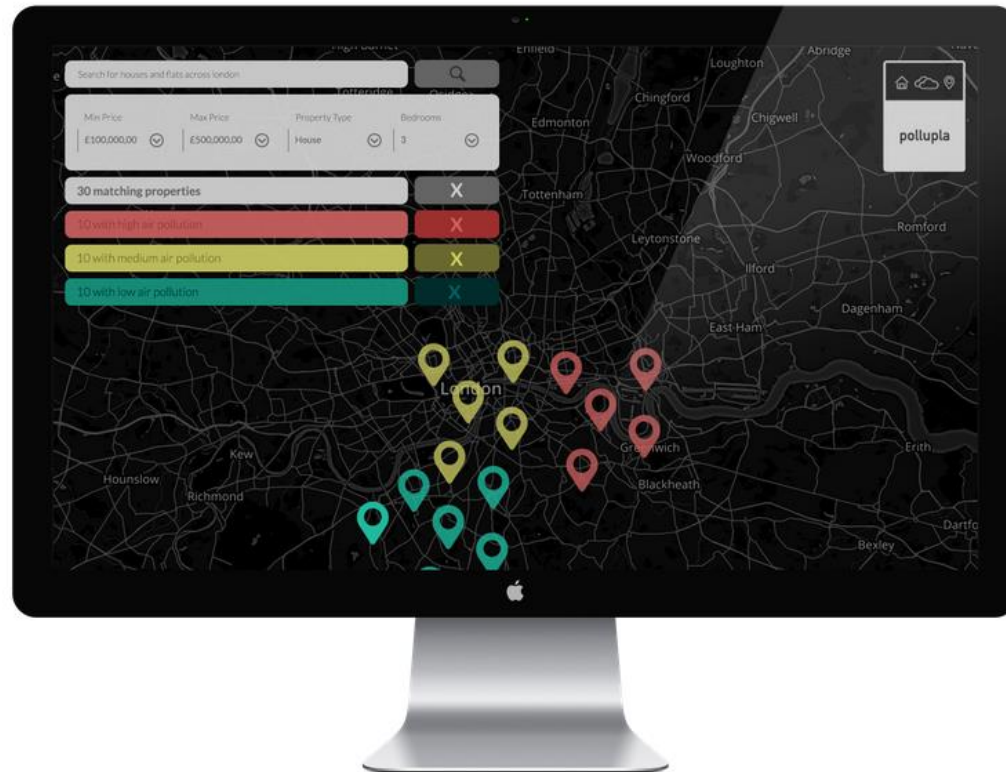 High Barnet
Enfield
Loughton
Abridge
Search for houses and flats across london
Totteridge
Chingford
Min Price
Max Price
Property Type
Bedrooms
£100,000,00
£500,000,00
House
3
Edmonton
Chigwell
pollupla
Woodford
30 matching properties
X
Tottenham
10 with high air pollution
X
Leytonstone
Romford
10 with medium air pollution
X
Ilford
10 with low air pollution
X
Dagenham
East Ham
London
Greenwich
Erith
Kew
Hounslow
Richmond
Blackheath
Bexley